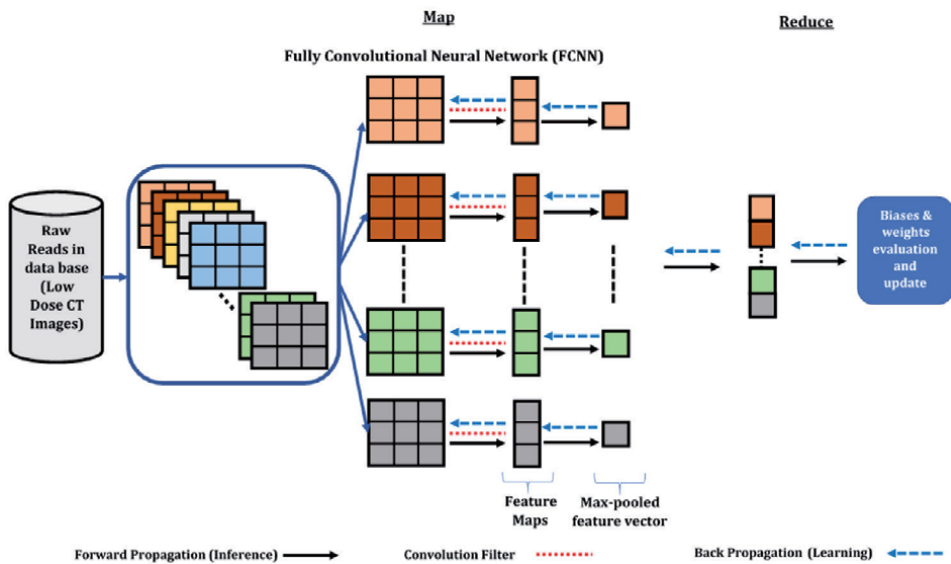 Map
Reduce
Fully Convolutional Neural Network (FCNN)
Raw
Reads in
data base
(Low
Dose CT
Images)
Biases &
weights
evaluation
and
update
Feature
Maps
Max-pooled
feature vector
Forward Propagation (Inference)
Convolution Filter
Back Propagation (Learning)